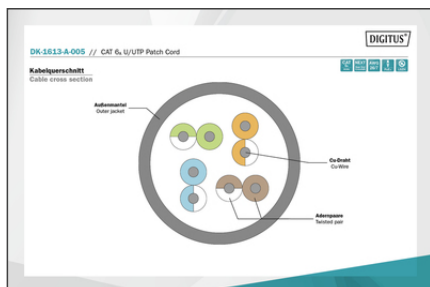 DIGITUS®
DK-1613-A-005 // CAT 6A U/UTP Patch Cord
Kabelquerschnitt
Cable cross section
CAT
Außenmantel
Outer jacket
Cu-Draht
Cu Wire
Adernpaare
Twisted pair